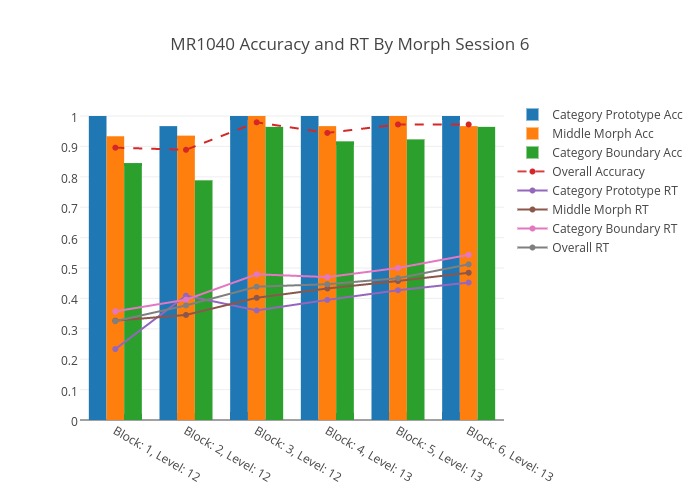 MR1040 Accuracy and RT By Morph Session 6
1
0.9
0.8
0.7
0.6
0.5
0.4
0.3
0.2
0.1
0
Block: 1, Level: 12
Block: 2, Level: 12
Block: 3, Level: 12
Block: 4, Level: 13
Block: 5, Level: 13
Block: 6, Level: 13
Category Prototype Acc
Middle Morph Acc
Category Boundary Acc
Overall Accuracy
Category Prototype RT
Middle Morph RT
Category Boundary RT
Overall RT